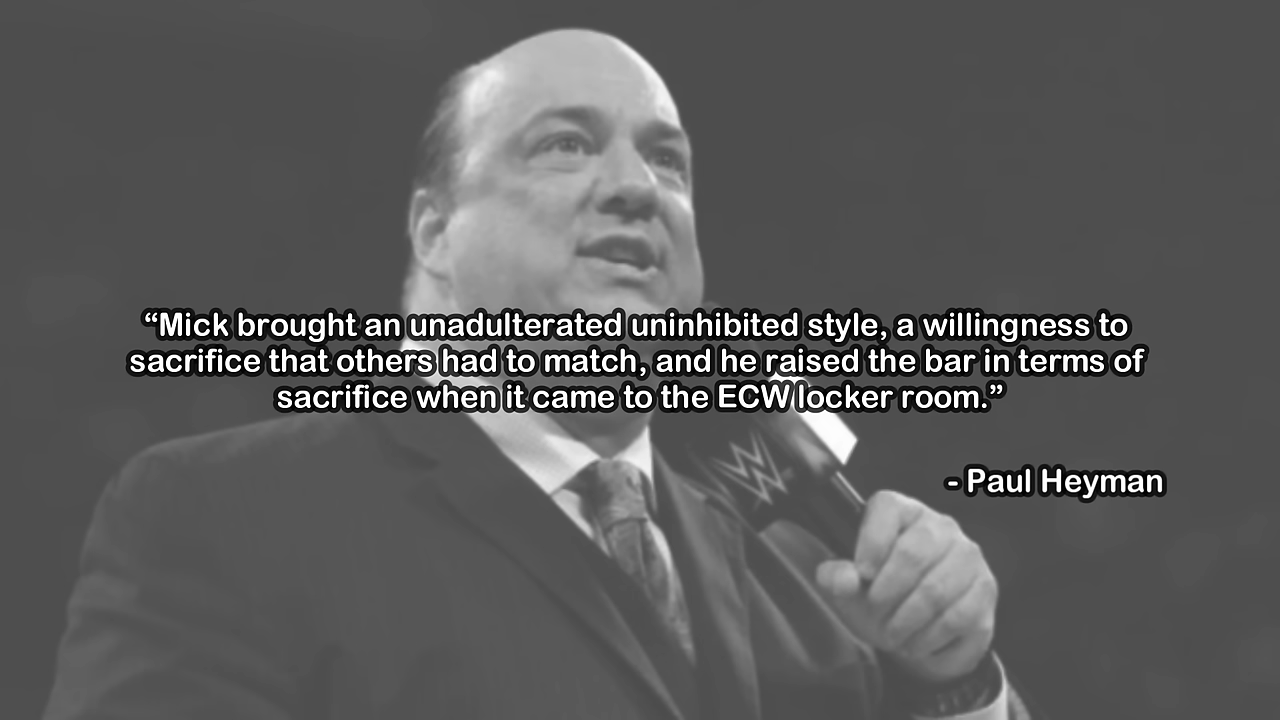 “Mick brought an unadulterated uninhibited style, a willingness to
sacrifice that others had to match, and he raised the bar in terms of
sacrifice when it came to the ECW locker room.”
- Paul Heyman
W